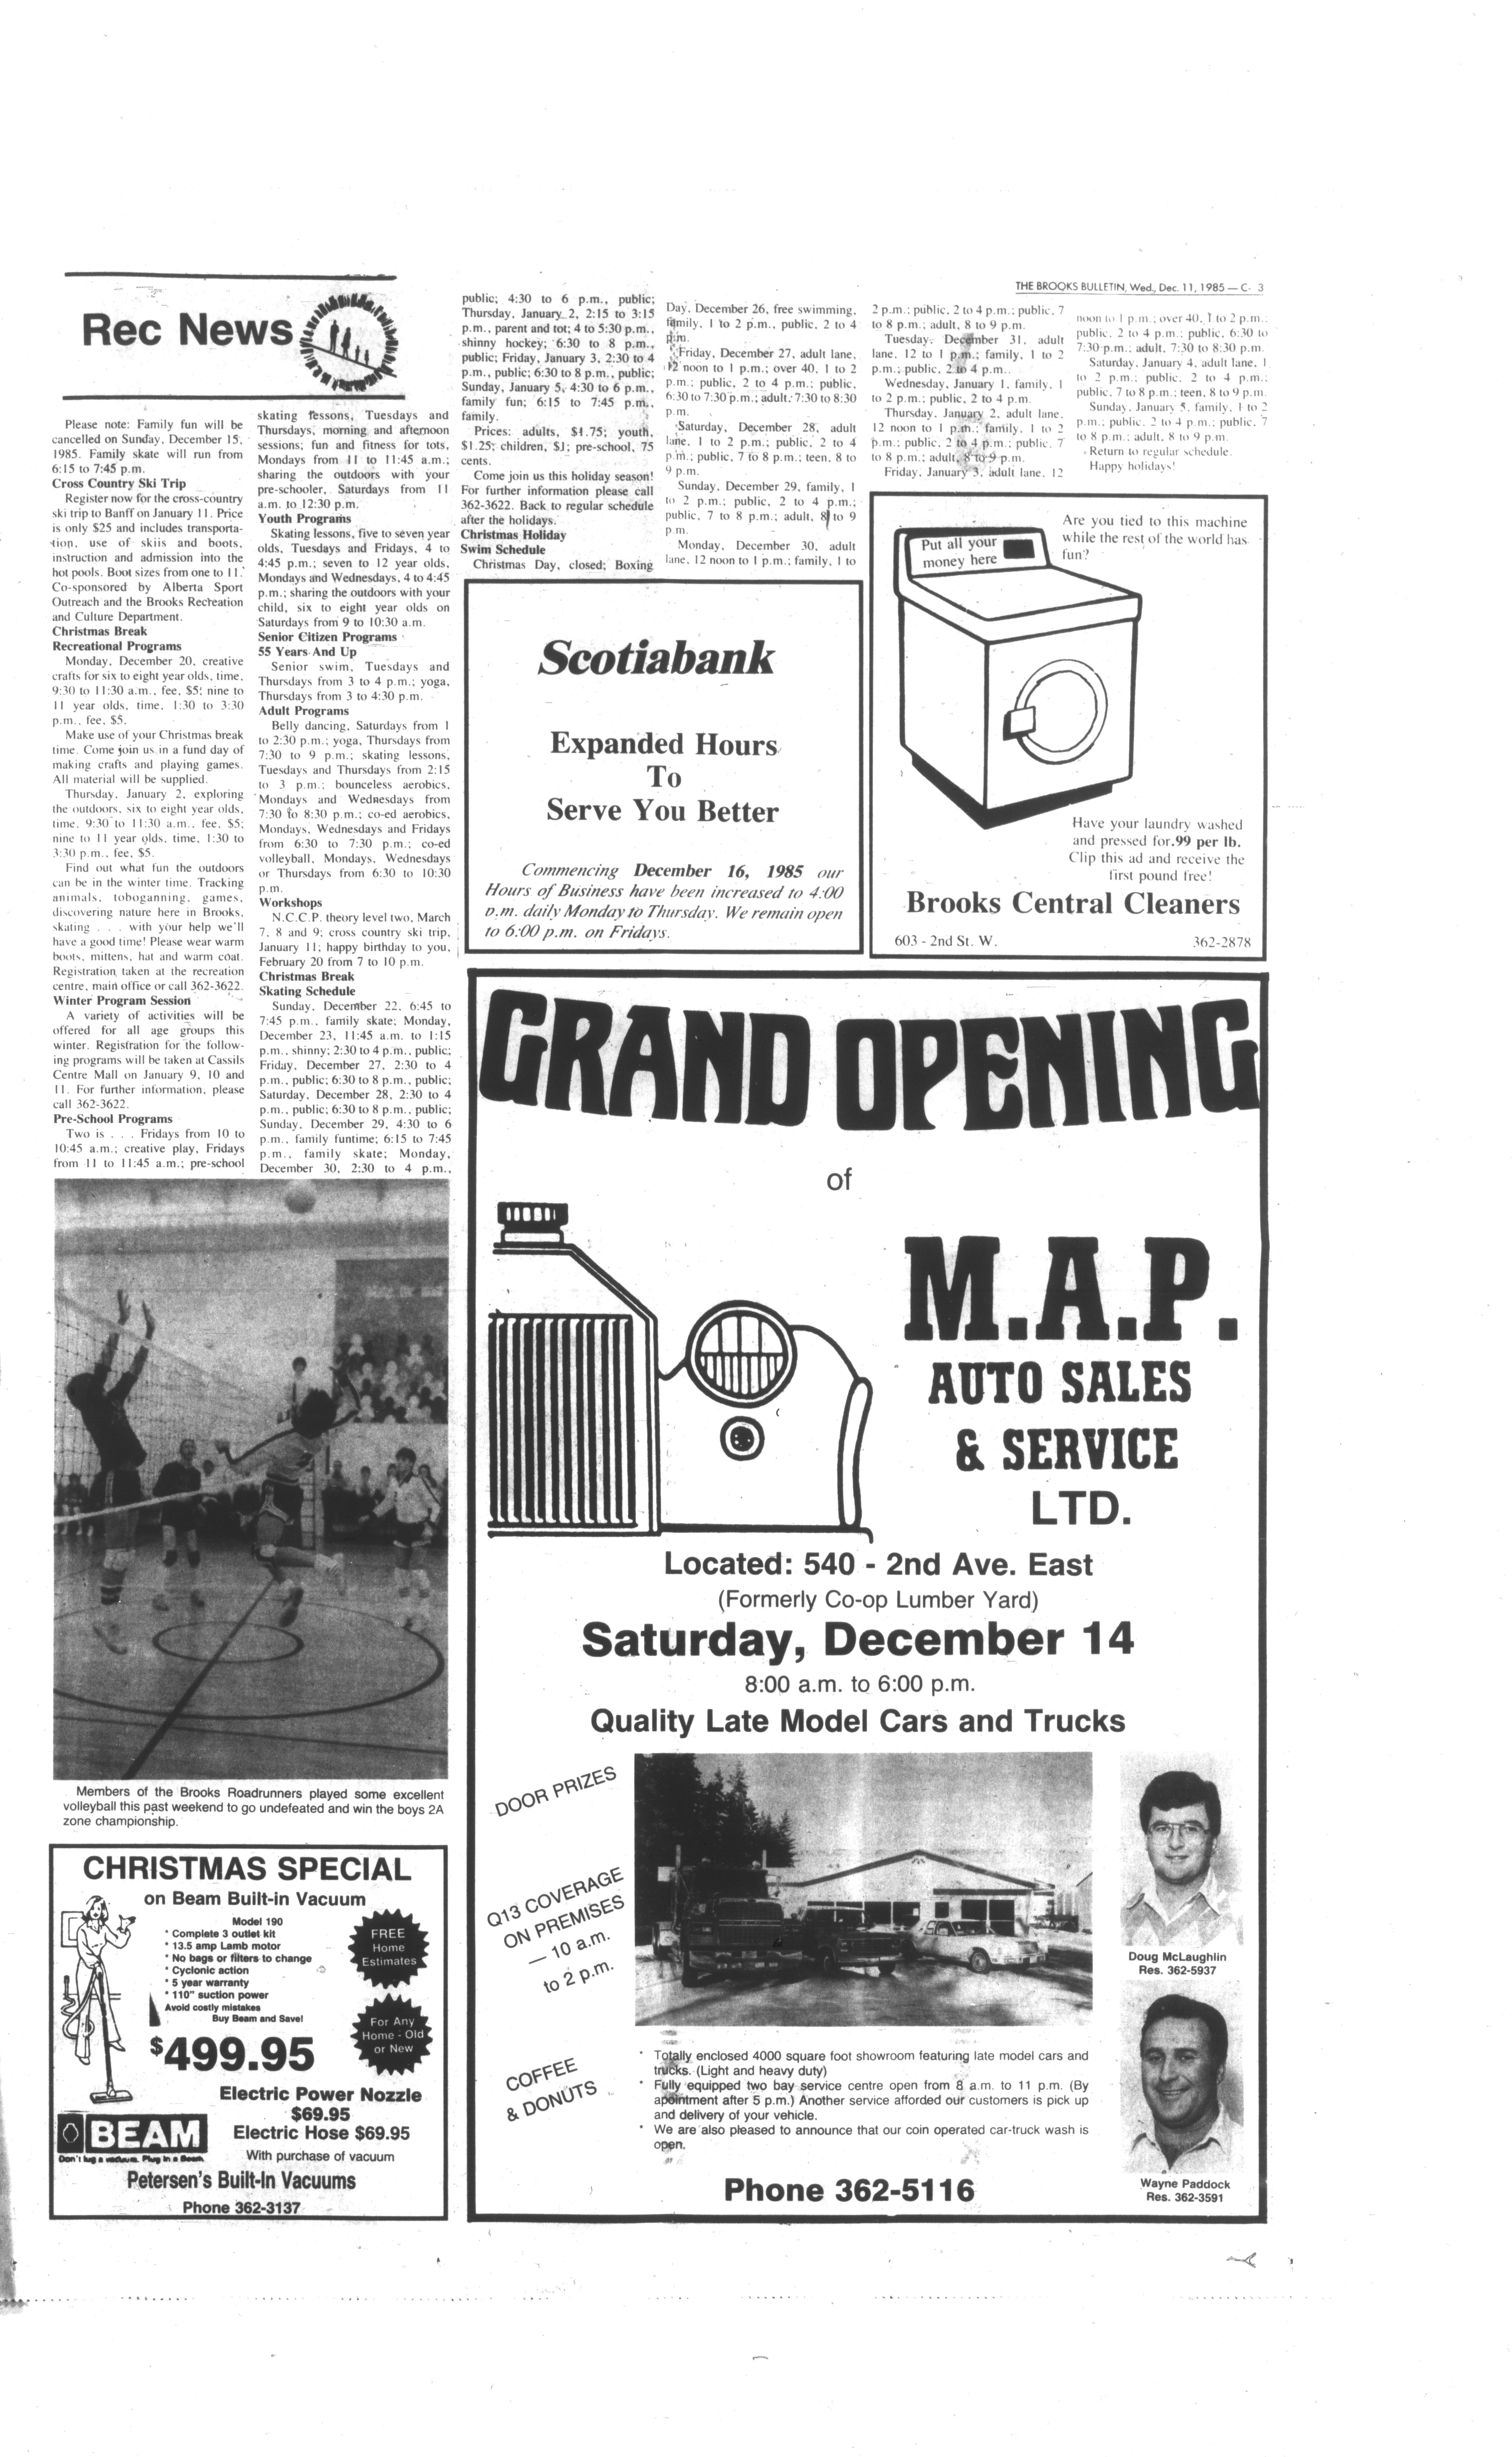 THE BROOKS BULLETIN, Wed., Dec. 11, 1985 — C- 3
Rec News
Please note: Family fun will be
cancelled on Sunday, December 15,
1985. Family skate will run from
6:15 to 7:45 p.m.
Cross Country Ski Trip
Register now for the cross-country
ski trip to Banff on January 11. Price
is only $25 and includes transporta-
tion, use of skiis and boots,
instruction and admission into the
hot pools. Boot sizes from one to 11.
Co-sponsored by Alberta Sport
Outreach and the Brooks Recreation
and Culture Department.
Christmas Break
Recreational Programs
Monday, December 20, creative
crafts for six to eight year olds, time,
9:30 to 11:30 a.m., fee, $5; nine to
11 year olds, time, 1:30 to 3:30
p.m., fee, $5.
Make use of your Christmas break
time. Come join us in a fund day of
making crafts and playing games.
All material will be supplied.
Thursday, January 2, exploring
the outdoors, six to eight year olds,
time, 9:30 to 11:30 a.m., fee, $5;
nine to 11 year olds, time, 1:30 to
3:30 p.m., fee, $5.
Find out what fun the outdoors
can be in the winter time. Tracking
animals, toboganning, games,
discovering nature here in Brooks,
skating . . . with your help we'll
have a good time! Please wear warm
boots, mittens, hat and warm coat.
Registration taken at the recreation
centre, main office or call 362-3622.
Winter Program Session
A variety of activities will be
offered for all age groups this
winter. Registration for the follow-
ing programs will be taken at Cassils
Centre Mall on January 9, 10 and
11. For further information, please
call 362-3622.
Pre-School Programs
Two is . . . Fridays from 10 to
10:45 a.m.; creative play, Fridays
from 11 to 11:45 a.m.; pre-school
skating lessons, Tuesdays and
Thursdays, morning and afternoon
sessions; fun and fitness for tots,
Mondays from 11 to 11:45 a.m.;
sharing the outdoors with your
pre-schooler, Saturdays from 11
a.m. to 12:30 p.m.
Youth Programs
Skating lessons, five to seven year
olds, Tuesdays and Fridays, 4 to
4:45 p.m.; seven to 12 year olds,
Mondays and Wednesdays, 4 to 4:45
p.m.; sharing the outdoors with your
child, six to eight year olds on
Saturdays from 9 to 10:30 a.m.
Senior Citizen Programs
55 Years And Up
Senior swim, Tuesdays and
Thursdays from 3 to 4 p.m.; yoga,
Thursdays from 3 to 4:30 p.m.
Adult Programs
Belly dancing, Saturdays from 1
to 2:30 p.m.; yoga, Thursdays from
7:30 to 9 p.m.; skating lessons,
Tuesdays and Thursdays from 2:15
to 3 p.m.; bounceless aerobics,
Mondays and Wednesdays from
7:30 to 8:30 p.m.; co-ed aerobics,
Mondays, Wednesdays and Fridays
from 6:30 to 7:30 p.m.; co-ed
volleyball, Mondays, Wednesdays
or Thursdays from 6:30 to 10:30
p.m.
Workshops
N.C.C.P. theory level two, March
7, 8 and 9; cross country ski trip,
January 11; happy birthday to you,
February 20 from 7 to 10 p.m.
Christmas Break
Skating Schedule
Sunday, December 22, 6:45 to
7:45 p.m., family skate; Monday,
December 23, 11:45 a.m. to 1:15
p.m., shinny; 2:30 to 4 p.m., public;
Friday, December 27, 2:30 to 4
p.m., public; 6:30 to 8 p.m., public;
Saturday, December 28, 2:30 to 4
p.m., public; 6:30 to 8 p.m., public;
Sunday, December 29, 4:30 to 6
p.m., family funtime; 6:15 to 7:45
p.m., family skate; Monday,
December 30, 2:30 to 4 p.m.,
public; 4:30 to 6 p.m., public;
Thursday, January 2, 2:15 to 3:15
p.m., parent and tot; 4 to 5:30 p.m.,
shinny hockey; 6:30 to 8 p.m.,
public; Friday, January 3, 2:30 to 4
p.m., public; 6:30 to 8 p.m., public;
Sunday, January 5, 4:30 to 6 p.m.,
family fun; 6:15 to 7:45 p.m.,
family.
Prices: adults, $1.75; youth,
$1.25; children, $1; pre-school, 75
cents.
Come join us this holiday season!
For further information please call
362-3622. Back to regular schedule
after the holidays.
Christmas Holiday
Swim Schedule
Christmas Day, closed; Boxing
Day, December 26, free swimming,
family, 1 to 2 p.m., public, 2 to 4
p.m.
Friday, December 27, adult lane,
12 noon to 1 p.m.; over 40, 1 to 2
p.m.; public, 2 to 4 p.m.; public,
6:30 to 7:30 p.m.; adult, 7:30 to 8:30
p.m.
Saturday, December 28, adult
lane, 1 to 2 p.m.; public, 2 to 4
p.m.; public, 7 to 8 p.m.; teen, 8 to
9 p.m.
Sunday, December 29, family, 1
to 2 p.m.; public, 2 to 4 p.m.;
public, 7 to 8 p.m.; adult, 8 to 9
p.m.
Monday, December 30, adult
lane, 12 noon to 1 p.m.; family, 1 to
2 p.m.; public, 2 to 4 p.m.; public, 7
to 8 p.m.; adult, 8 to 9 p.m.
Tuesday, December 31, adult
lane, 12 to 1 p.m.; family, 1 to 2
p.m.; public, 2 to 4 p.m..
Wednesday, January 1, family, 1
to 2 p.m.; public, 2 to 4 p.m.
Thursday, January 2, adult lane,
12 noon to 1 p.m.; family, 1 to 2
p.m.; public, 2 to 4 p.m.; public, 7
to 8 p.m.; adult, 8 to 9 p.m.
Friday, January 3, adult lane, 12
noon to 1 p.m.; over 40, 1 to 2 p.m.;
public, 2 to 4 p.m.; public, 6:30 to
7:30 p.m.; adult, 7:30 to 8:30 p.m.
Saturday, January 4, adult lane, 1
to 2 p.m.; public, 2 to 4 p.m.;
public, 7 to 8 p.m.; teen, 8 to 9 p.m.
Sunday, January 5, family, 1 to 2
p.m.; public, 2 to 4 p.m.; public, 7
to 8 p.m.; adult, 8 to 9 p.m.
Return to regular schedule.
Happy holidays!
Scotiabank
Expanded Hours
To
Serve You Better
Commencing December 16, 1985 our
Hours of Business have been increased to 4:00
p.m. daily Monday to Thursday. We remain open
to 6:00 p.m. on Fridays.
Put all your
money here
Are you tied to this machine
while the rest of the world has
fun?
Have your laundry washed
and pressed for .99 per lb.
Clip this ad and receive the
first pound free!
Brooks Central Cleaners
603 - 2nd St. W. 362-2878
GRAND OPENING
of
M.A.P.
AUTO SALES
& SERVICE
LTD.
Located: 540 - 2nd Ave. East
(Formerly Co-op Lumber Yard)
Saturday, December 14
8:00 a.m. to 6:00 p.m.
Quality Late Model Cars and Trucks
DOOR PRIZES
Q13 COVERAGE
ON PREMISES
— 10 a.m.
to 2 p.m.
COFFEE
& DONUTS
Doug McLaughlin
Res. 362-5937
* Totally enclosed 4000 square foot showroom featuring late model cars and
trucks. (Light and heavy duty)
* Fully equipped two bay service centre open from 8 a.m. to 11 p.m. (By
apointment after 5 p.m.) Another service afforded our customers is pick up
and delivery of your vehicle.
* We are also pleased to announce that our coin operated car-truck wash is
open.
Wayne Paddock
Res. 362-3591
Phone 362-5116
Members of the Brooks Roadrunners played some excellent
volleyball this past weekend to go undefeated and win the boys 2A
zone championship.
CHRISTMAS SPECIAL
on Beam Built-in Vacuum
Model 190
* Complete 3 outlet kit
* 13.5 amp Lamb motor
* No bags or filters to change
* Cyclonic action
* 5 year warranty
* 110" suction power
Avoid costly mistakes
Buy Beam and Save!
FREE
Home
Estimates
For Any
Home - Old
or New
$499.95
Electric Power Nozzle
$69.95
Electric Hose $69.95
With purchase of vacuum
BEAM
Don't lug a vacuum. Plug in a Beam.
Petersen's Built-In Vacuums
Phone 362-3137